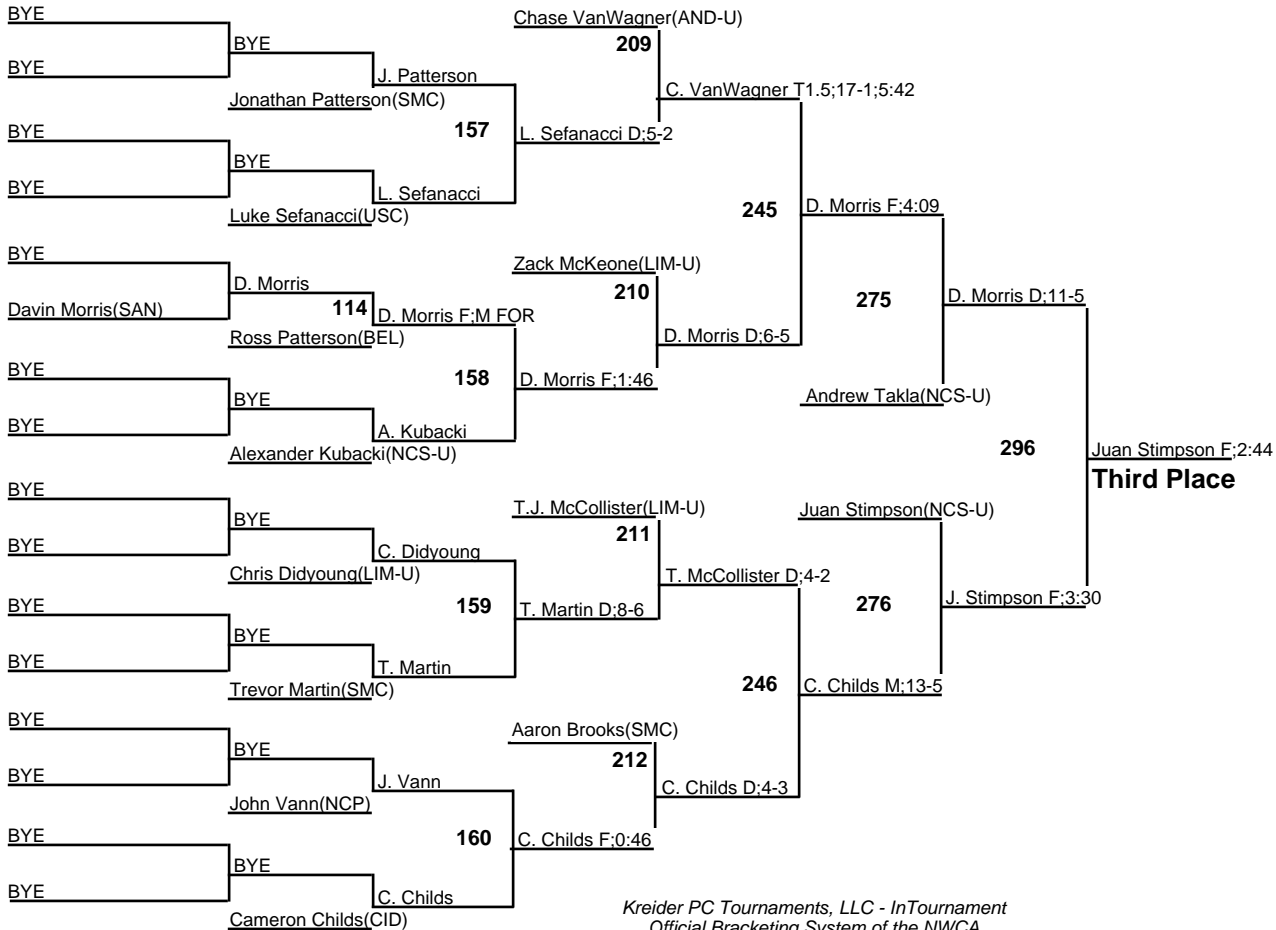 BYE
Chase VanWagner(AND-U)
209
BYE
BYE
J. Patterson
C. VanWagner T1.5;17-1;5:42
Jonathan Patterson(SMC)
157
L. Sefanacci D;5-2
BYE
BYE
BYE
L. Sefanacci
Luke Sefanacci(USC)
245
D. Morris F;4:09
BYE
Zack McKeone(LIM-U)
D. Morris
210
275
D. Morris D;11-5
Davin Morris(SAN)
114
D. Morris F;M FOR
Ross Patterson(BEL)
D. Morris D;6-5
BYE
158
D. Morris F;1:46
BYE
Andrew Takla(NCS-U)
BYE
A. Kubacki
Alexander Kubacki(NCS-U)
296
Juan Stimpson F;2:44
Third Place
BYE
T.J. McCollister(LIM-U)
Juan Stimpson(NCS-U)
BYE
211
BYE
C. Didyoung
Chris Didyoung(LIM-U)
T. McCollister D;4-2
BYE
159
T. Martin D;8-6
276
J. Stimpson F;3:30
BYE
BYE
T. Martin
Trevor Martin(SMC)
246
C. Childs M;13-5
BYE
Aaron Brooks(SMC)
BYE
212
BYE
J. Vann
C. Childs D;4-3
John Vann(NCP)
BYE
160
C. Childs F;0:46
BYE
BYE
C. Childs
Cameron Childs(CID)
Kreider PC Tournaments, LLC - InTournament
Official Bracketing System of the NWCA